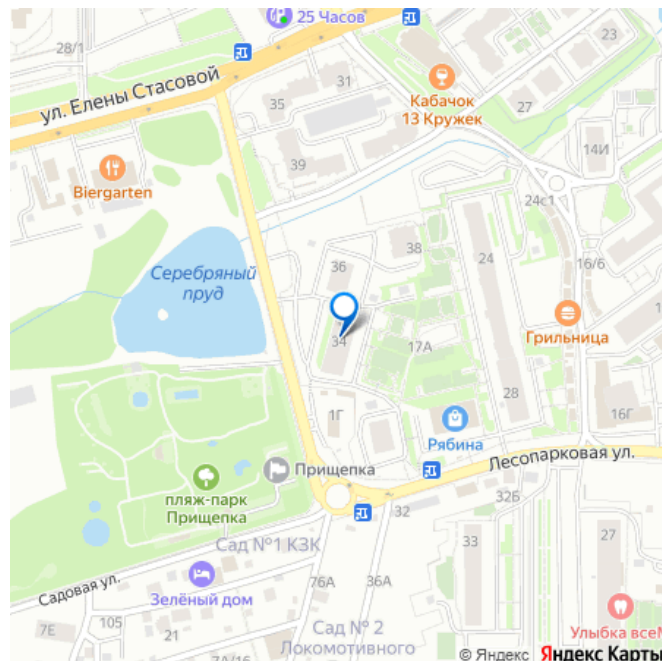 25 Часов
28/1
23
ул. Елены Стасовой
31
Кабачок
13 Кружек
35
27
39
14И
Biergarten
24с1
38
24
Серебряный
пруд
36
16/6
34
17А
Грильница
28
1Г
16Г
Рябина
Лесопарковая ул.
Прищепка
пляж-парк
Прищепка
32Б
32
Сад №1 КЗК
33
27
Садовая ул.
Зелёный дом
76А
36А
7Е
105
21
Сад № 2
Локомотивного
7А/16
Улыбка всеМ
© Яндекс Яндекс Карты